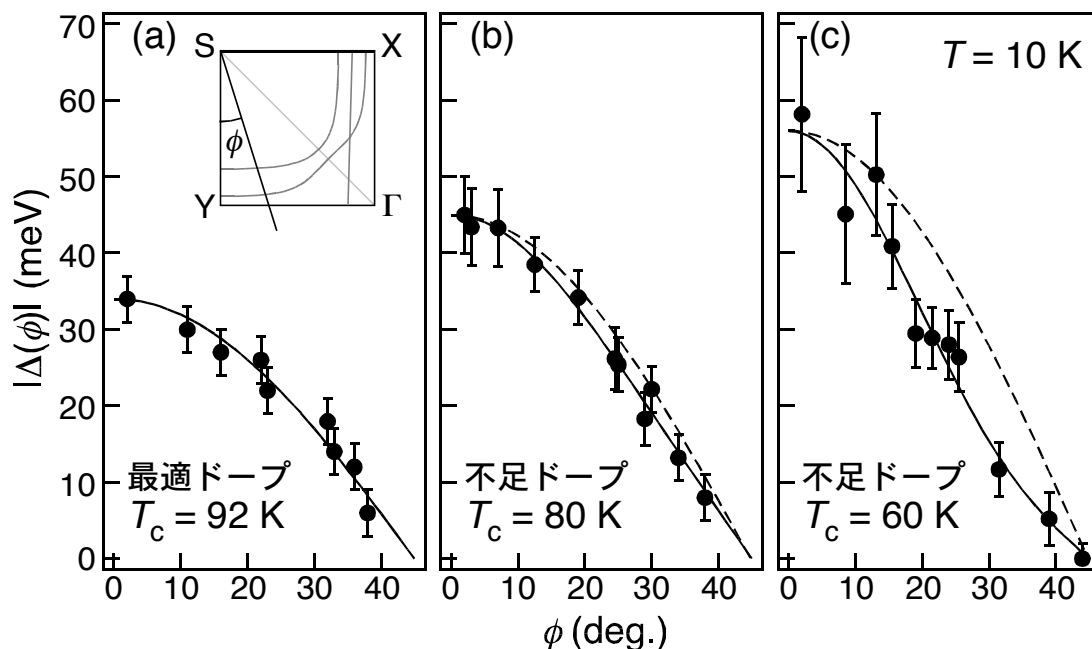 (a)
S
X
Y
Γ
ϕ
最適ドープ
Tc = 92 K
(b)
不足ドープ
Tc = 80 K
(c)
T = 10 K
不足ドープ
Tc = 60 K
|Δ(ϕ)| (meV)
70
60
50
40
30
20
10
0
0 10 20 30 40
0 10 20 30 40
0 10 20 30 40
ϕ (deg.)